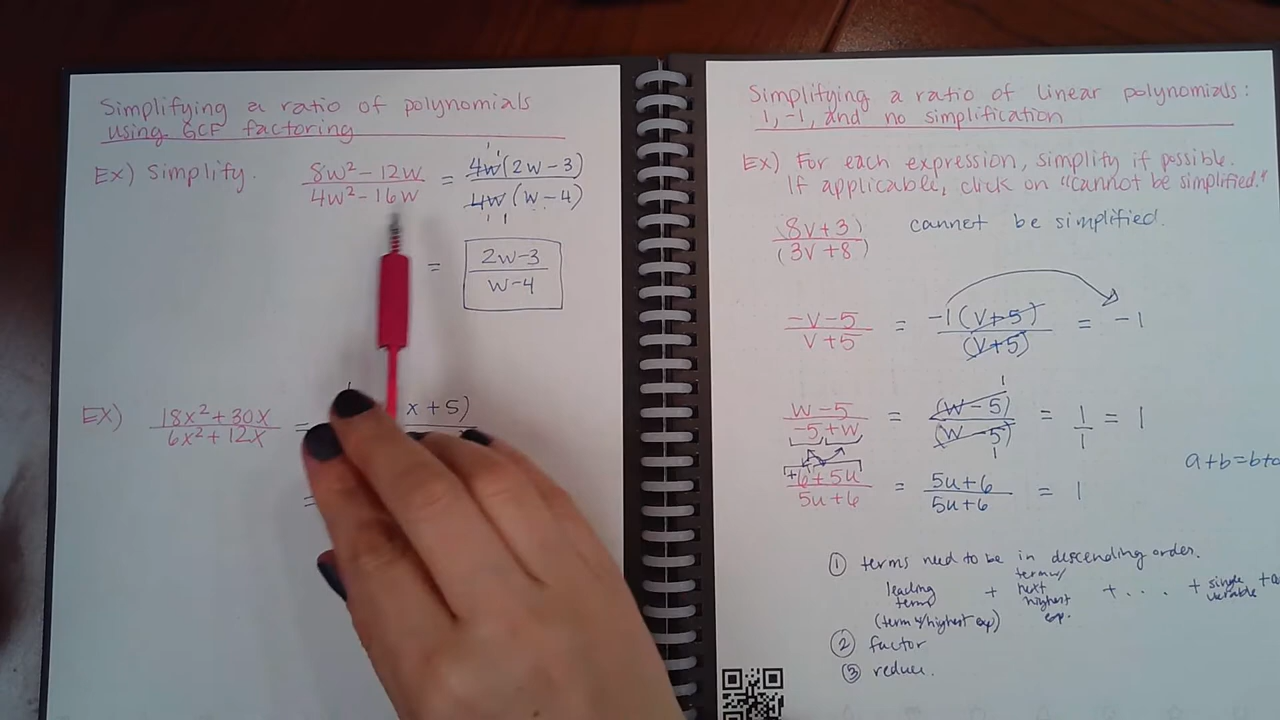 Simplifying a ratio of polynomials
using GCF factoring
Ex) Simplify. 8w² - 12w / 4w² - 16w = 4w(2w-3) / 4w(w-4)
= 2w-3 / w-4
EX) 18x² + 30x / 6x² + 12x = x + 5)
=
Simplifying a ratio of linear polynomials:
1, -1, and no simplification
Ex) For each expression, simplify if possible.
If applicable, click on "cannot be simplified."
(8v+3) / (3v+8) cannot be simplified.
-v-5 / v+5 = -1(v+5) / (v+5) = -1
w-5 / -5+w = (w-5) / (w-5) = 1/1 = 1
a+b=b+a
+6+5u / 5u+6 = 5u+6 / 5u+6 = 1
① terms need to be in descending order.
leading term (term w/highest exp) + term w/ next highest exp. + . . . + single variable +
② factor
③ reduce.